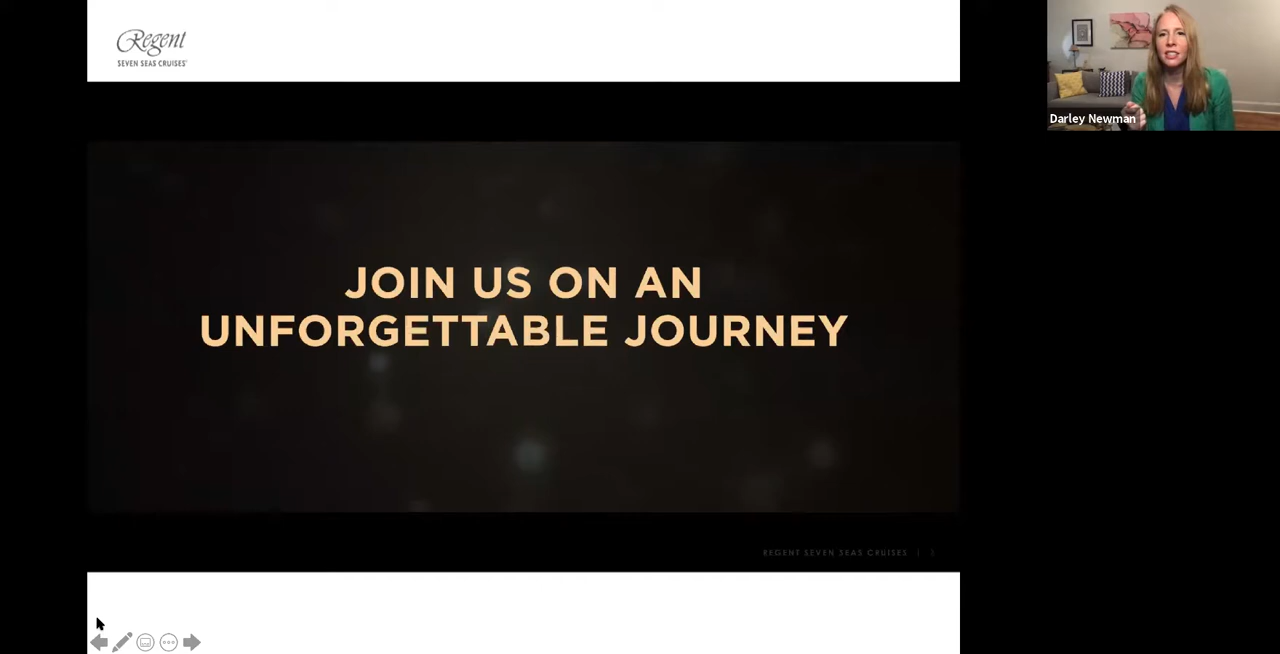 Regent
SEVEN SEAS CRUISES
Darley Newman
JOIN US ON AN
UNFORGETTABLE JOURNEY
REGENT SEVEN SEAS CRUISES |